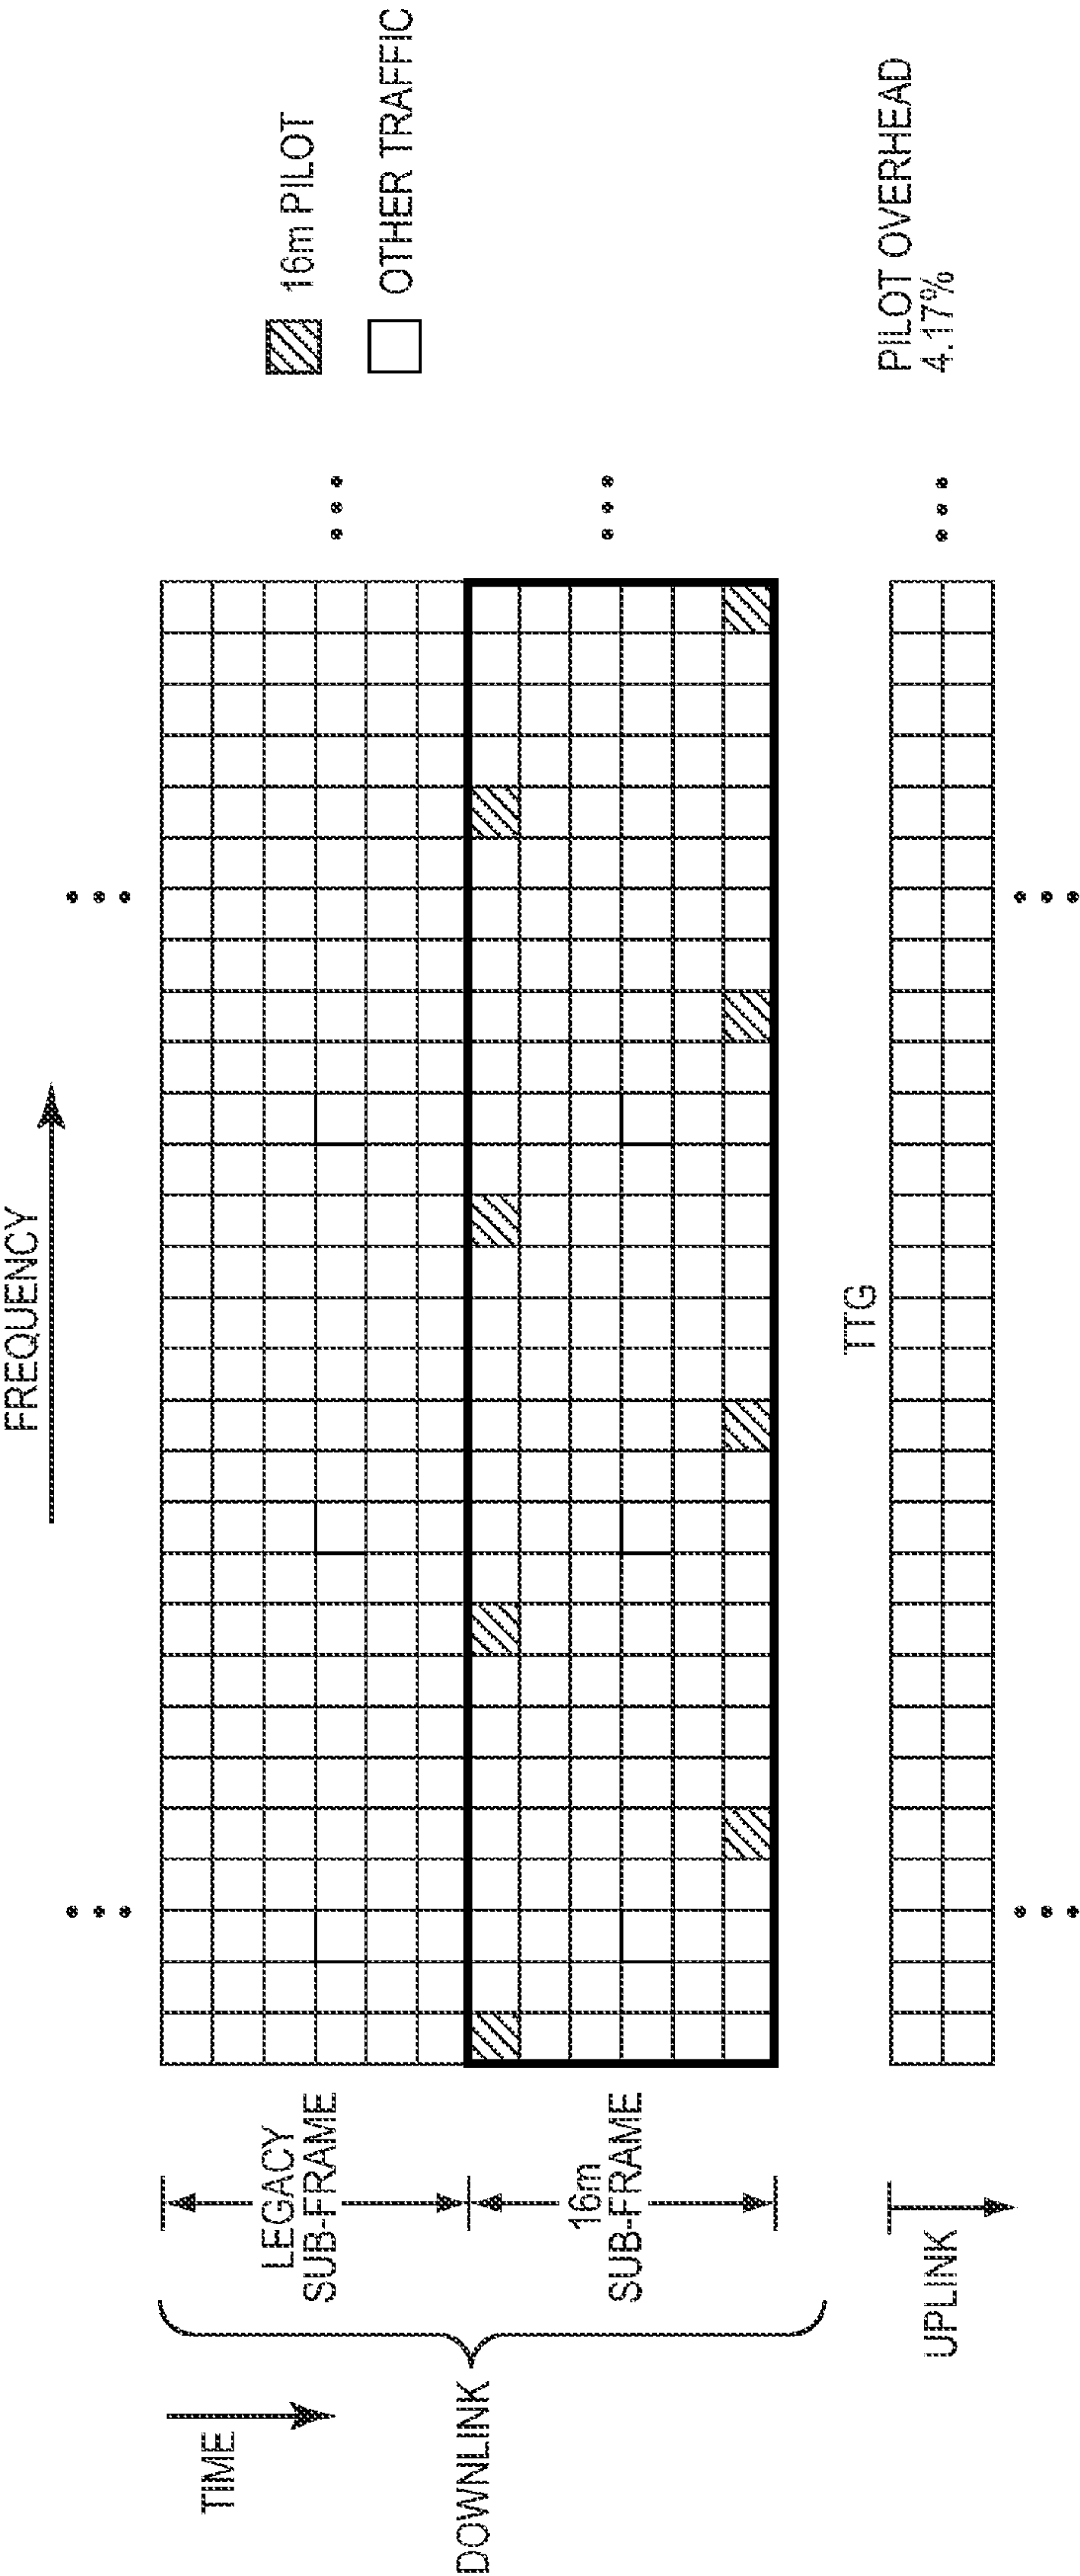 FREQUENCY
TIME
DOWNLINK
LEGACY
SUB-FRAME
16m
SUB-FRAME
UPLINK
TTG
16m PILOT
OTHER TRAFFIC
PILOT OVERHEAD
4.17%